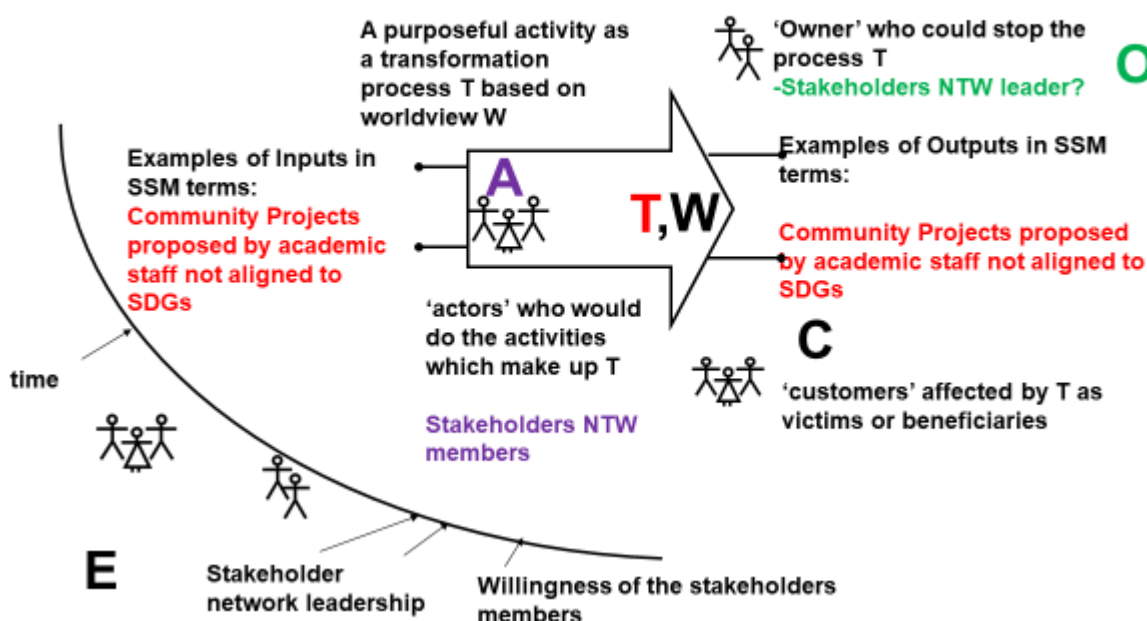 A purposeful activity as
a transformation
process T based on
worldview W
‘Owner’ who could stop the
process T
-Stakeholders NTW leader?
O
Examples of Inputs in
SSM terms:
Community Projects
proposed by academic
staff not aligned to
SDGs
A
T,W
Examples of Outputs in SSM
terms:
Community Projects proposed
by academic staff not aligned to
SDGs
‘actors’ who would
do the activities
which make up T
Stakeholders NTW
members
C
‘customers’ affected by T as
victims or beneficiaries
time
E
Stakeholder
network leadership
Willingness of the stakeholders
members